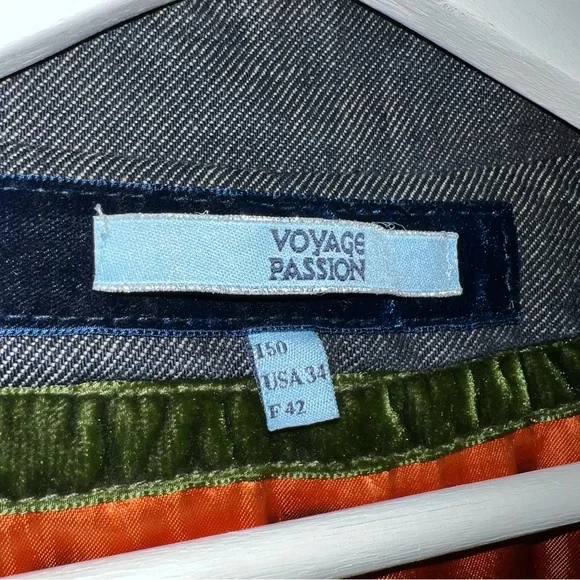 VOYAGE
PASSION
I50
USA 34
F 42